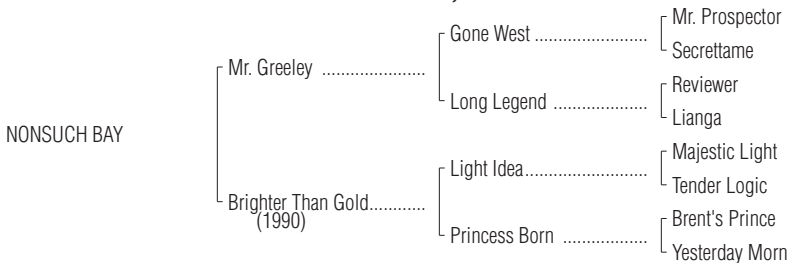 Mr. Prospector
Gone West ........................
Secrettame
Mr. Greeley ......................
Reviewer
Long Legend ....................
Lianga
NONSUCH BAY
Majestic Light
Light Idea..........................
Tender Logic
Brighter Than Gold............
(1990)
Brent's Prince
Princess Born ..................
Yesterday Morn